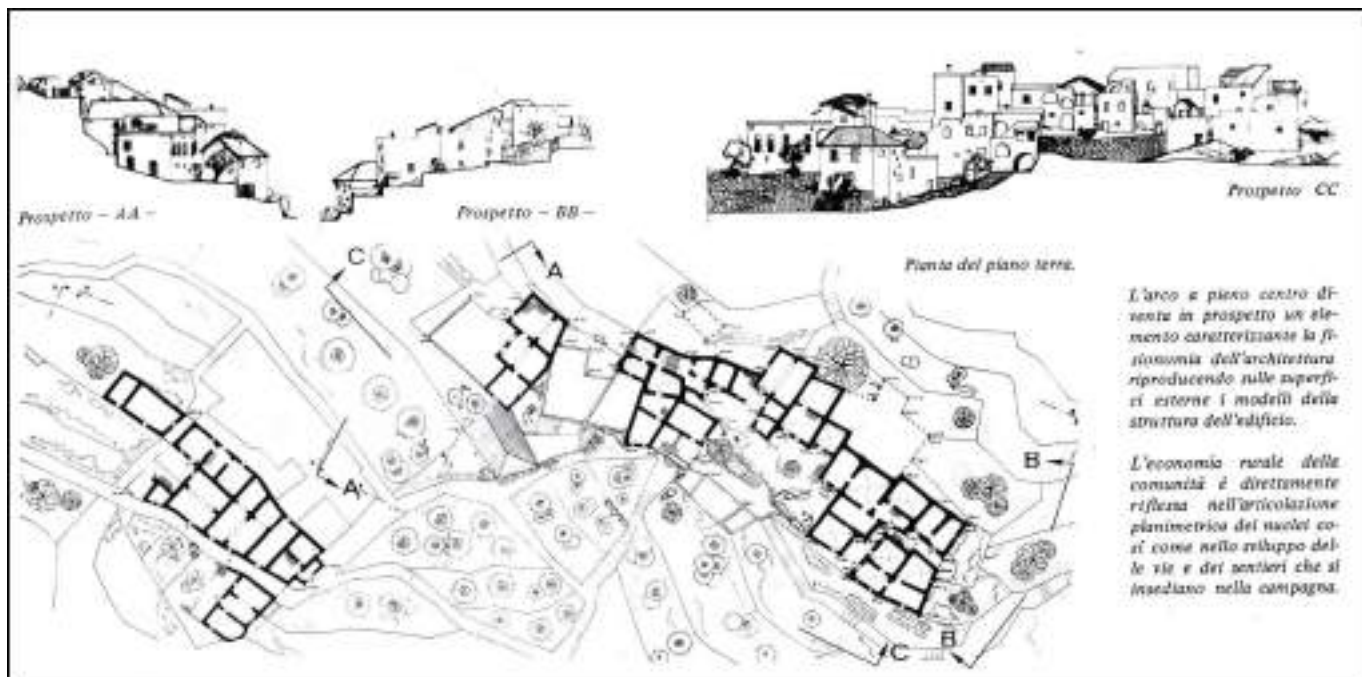 Prospetto – AA –
Prospetto – BB –
Prospetto CC
Pianta del piano terra.
C
A
A
B
C
B
L'arco a pieno centro di-
venta in prospetto un ele-
mento caratterizzante la fi-
sionomia dell'architettura
riproducendo sulle superfi-
ci esterne i modelli della
struttura dell'edificio.
L'economia rurale della
comunità è direttamente
riflessa nell'articolazione
planimetrica dei nuclei co-
sì come nello sviluppo del-
le vie e dei sentieri che si
insediano nella campagna.